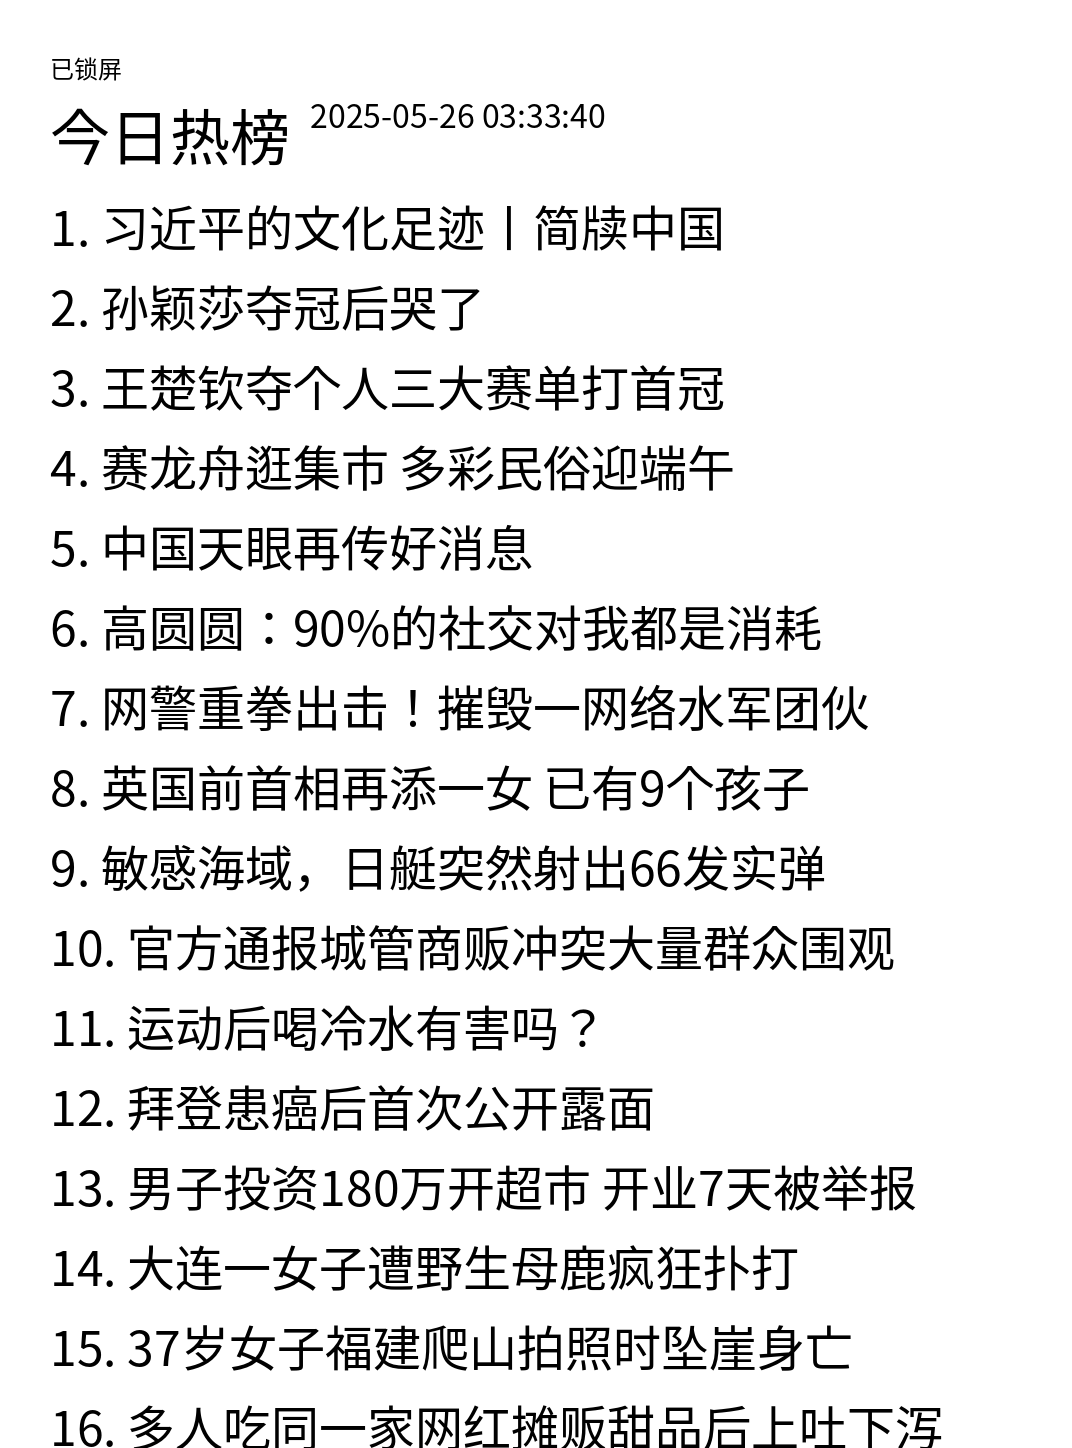 已锁屏
今日热榜 2025-05-26 03:33:40
1. 习近平的文化足迹丨简牍中国
2. 孙颖莎夺冠后哭了
3. 王楚钦夺个人三大赛单打首冠
4. 赛龙舟逛集市 多彩民俗迎端午
5. 中国天眼再传好消息
6. 高圆圆：90%的社交对我都是消耗
7. 网警重拳出击！摧毁一网络水军团伙
8. 英国前首相再添一女 已有9个孩子
9. 敏感海域，日艇突然射出66发实弹
10. 官方通报城管商贩冲突大量群众围观
11. 运动后喝冷水有害吗？
12. 拜登患癌后首次公开露面
13. 男子投资180万开超市 开业7天被举报
14. 大连一女子遭野生母鹿疯狂扑打
15. 37岁女子福建爬山拍照时坠崖身亡
16. 多人吃同一家网红摊贩甜品后上吐下泻